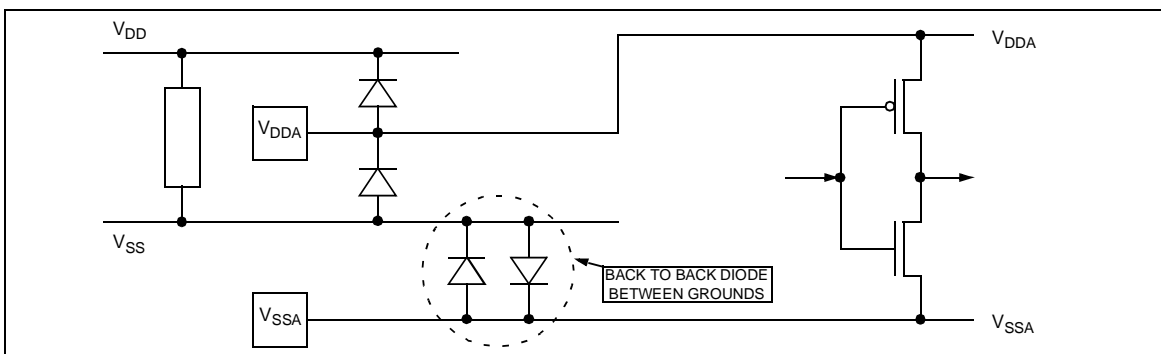 VDD
VDDA
VDDA
VSS
BACK TO BACK DIODE
BETWEEN GROUNDS
VSSA
VSSA